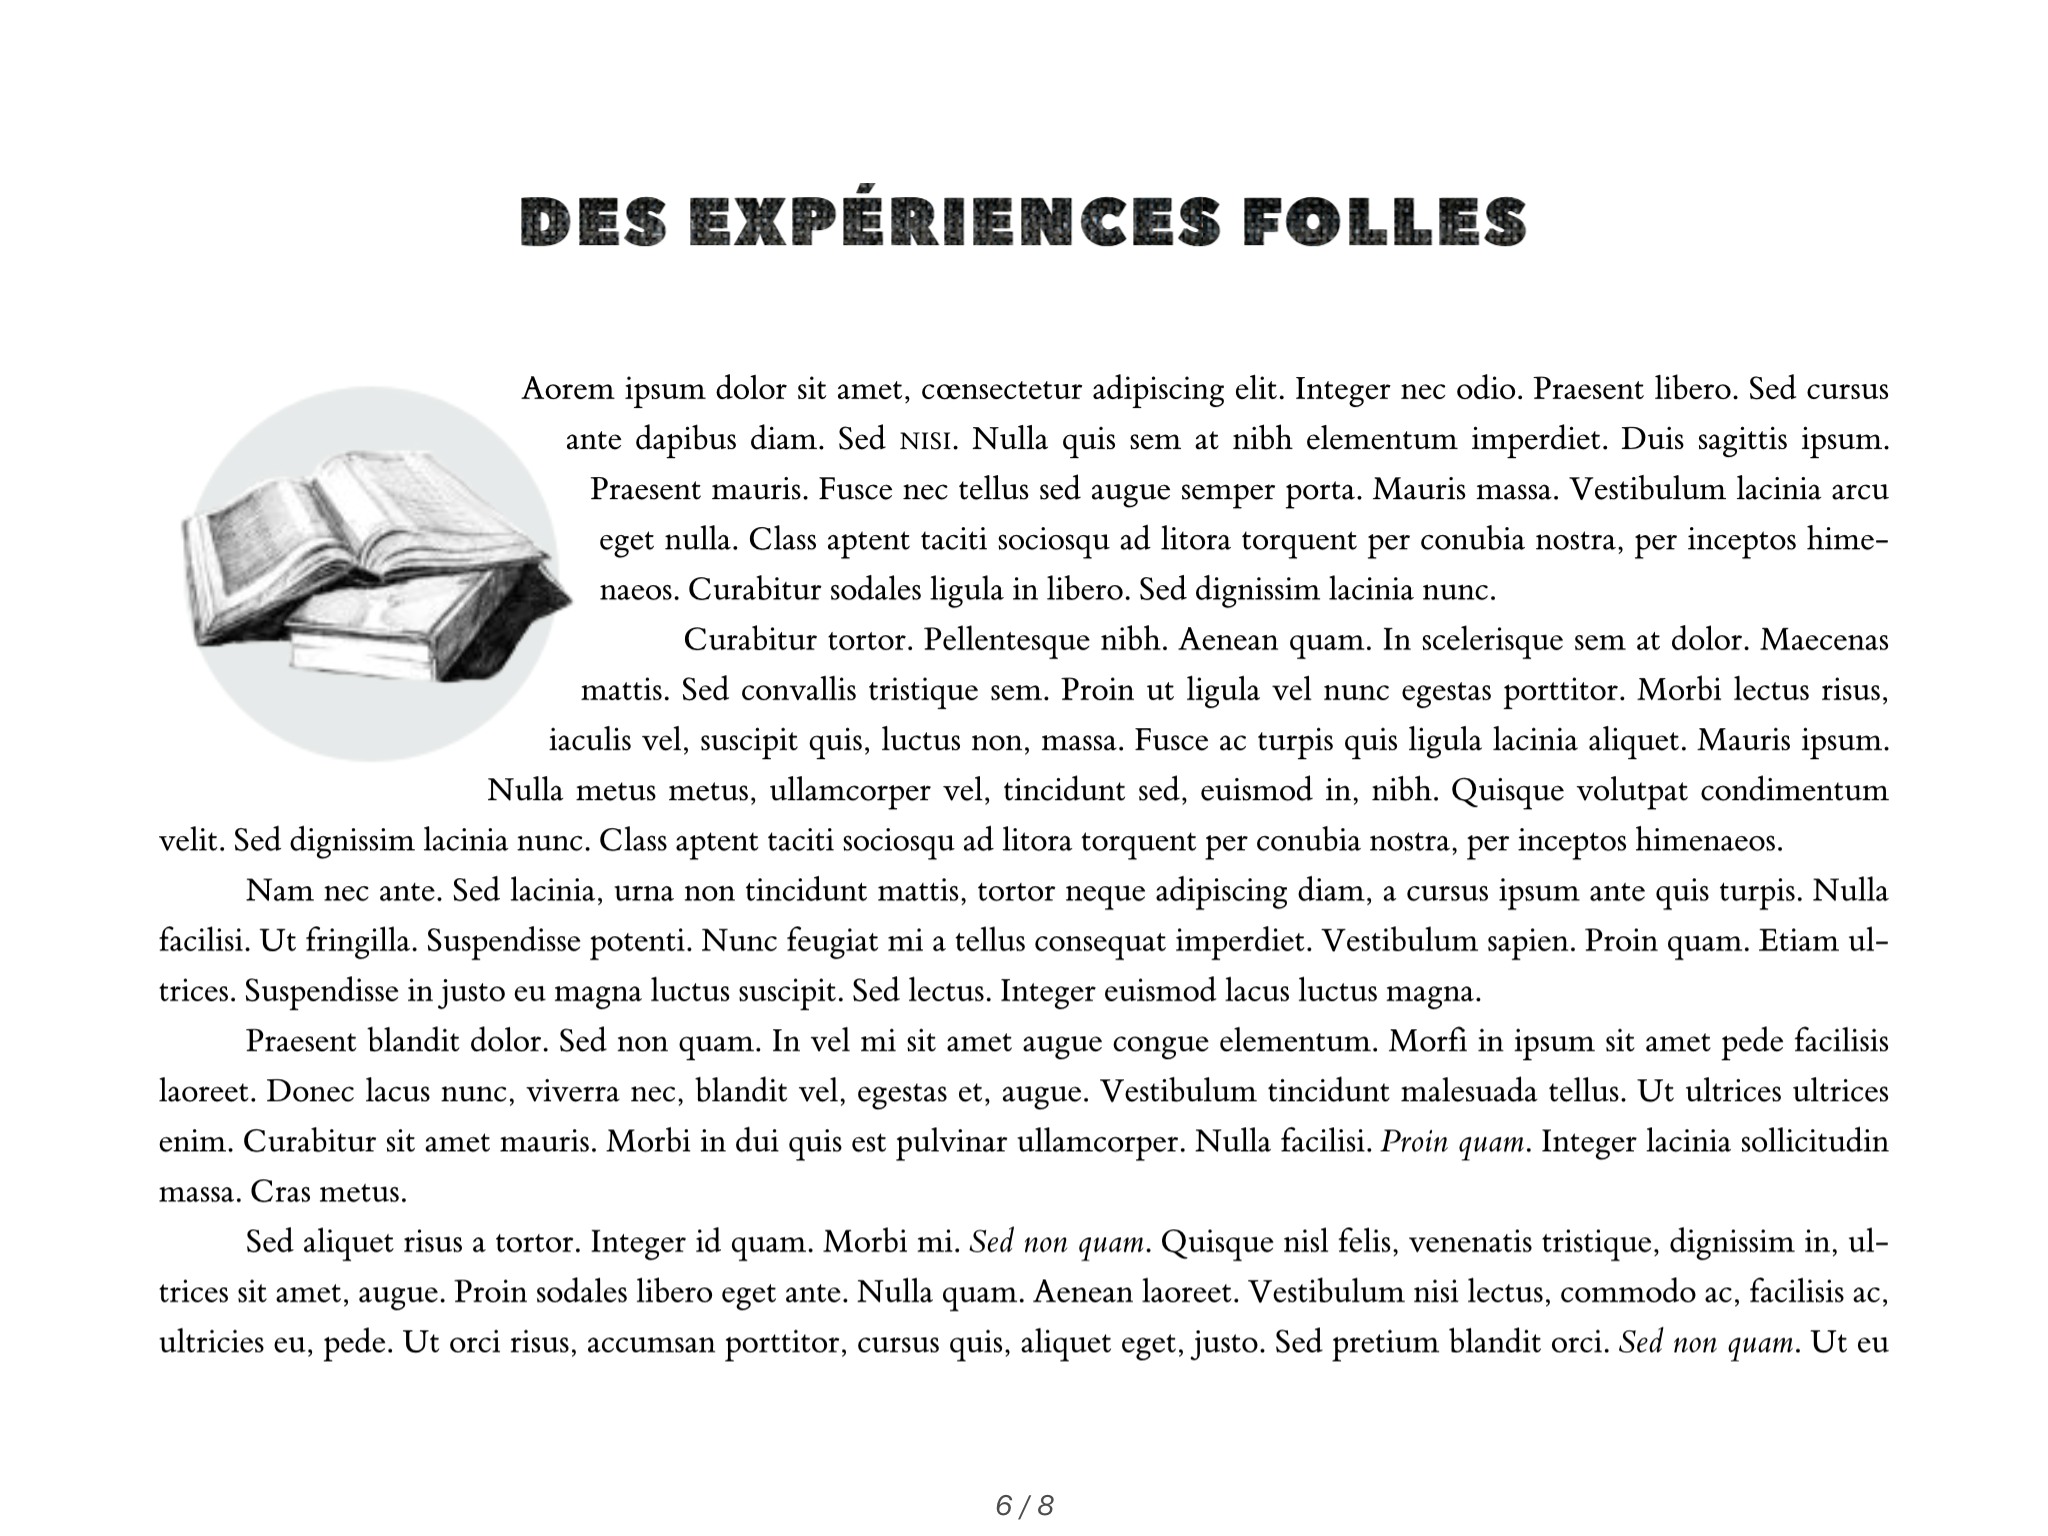 DES EXPÉRIENCES FOLLES
Aorem ipsum dolor sit amet, cœnsectetur adipiscing elit. Integer nec odio. Praesent libero. Sed cursus
ante dapibus diam. Sed NISI. Nulla quis sem at nibh elementum imperdiet. Duis sagittis ipsum.
Praesent mauris. Fusce nec tellus sed augue semper porta. Mauris massa. Vestibulum lacinia arcu
eget nulla. Class aptent taciti sociosqu ad litora torquent per conubia nostra, per inceptos hime-
naeos. Curabitur sodales ligula in libero. Sed dignissim lacinia nunc.
Curabitur tortor. Pellentesque nibh. Aenean quam. In scelerisque sem at dolor. Maecenas
mattis. Sed convallis tristique sem. Proin ut ligula vel nunc egestas porttitor. Morbi lectus risus,
iaculis vel, suscipit quis, luctus non, massa. Fusce ac turpis quis ligula lacinia aliquet. Mauris ipsum.
Nulla metus metus, ullamcorper vel, tincidunt sed, euismod in, nibh. Quisque volutpat condimentum
velit. Sed dignissim lacinia nunc. Class aptent taciti sociosqu ad litora torquent per conubia nostra, per inceptos himenaeos.
Nam nec ante. Sed lacinia, urna non tincidunt mattis, tortor neque adipiscing diam, a cursus ipsum ante quis turpis. Nulla
facilisi. Ut fringilla. Suspendisse potenti. Nunc feugiat mi a tellus consequat imperdiet. Vestibulum sapien. Proin quam. Etiam ul-
trices. Suspendisse in justo eu magna luctus suscipit. Sed lectus. Integer euismod lacus luctus magna.
Praesent blandit dolor. Sed non quam. In vel mi sit amet augue congue elementum. Morfi in ipsum sit amet pede facilisis
laoreet. Donec lacus nunc, viverra nec, blandit vel, egestas et, augue. Vestibulum tincidunt malesuada tellus. Ut ultrices ultrices
enim. Curabitur sit amet mauris. Morbi in dui quis est pulvinar ullamcorper. Nulla facilisi. Proin quam. Integer lacinia sollicitudin
massa. Cras metus.
Sed aliquet risus a tortor. Integer id quam. Morbi mi. Sed non quam. Quisque nisl felis, venenatis tristique, dignissim in, ul-
trices sit amet, augue. Proin sodales libero eget ante. Nulla quam. Aenean laoreet. Vestibulum nisi lectus, commodo ac, facilisis ac,
ultricies eu, pede. Ut orci risus, accumsan porttitor, cursus quis, aliquet eget, justo. Sed pretium blandit orci. Sed non quam. Ut eu
6 / 8